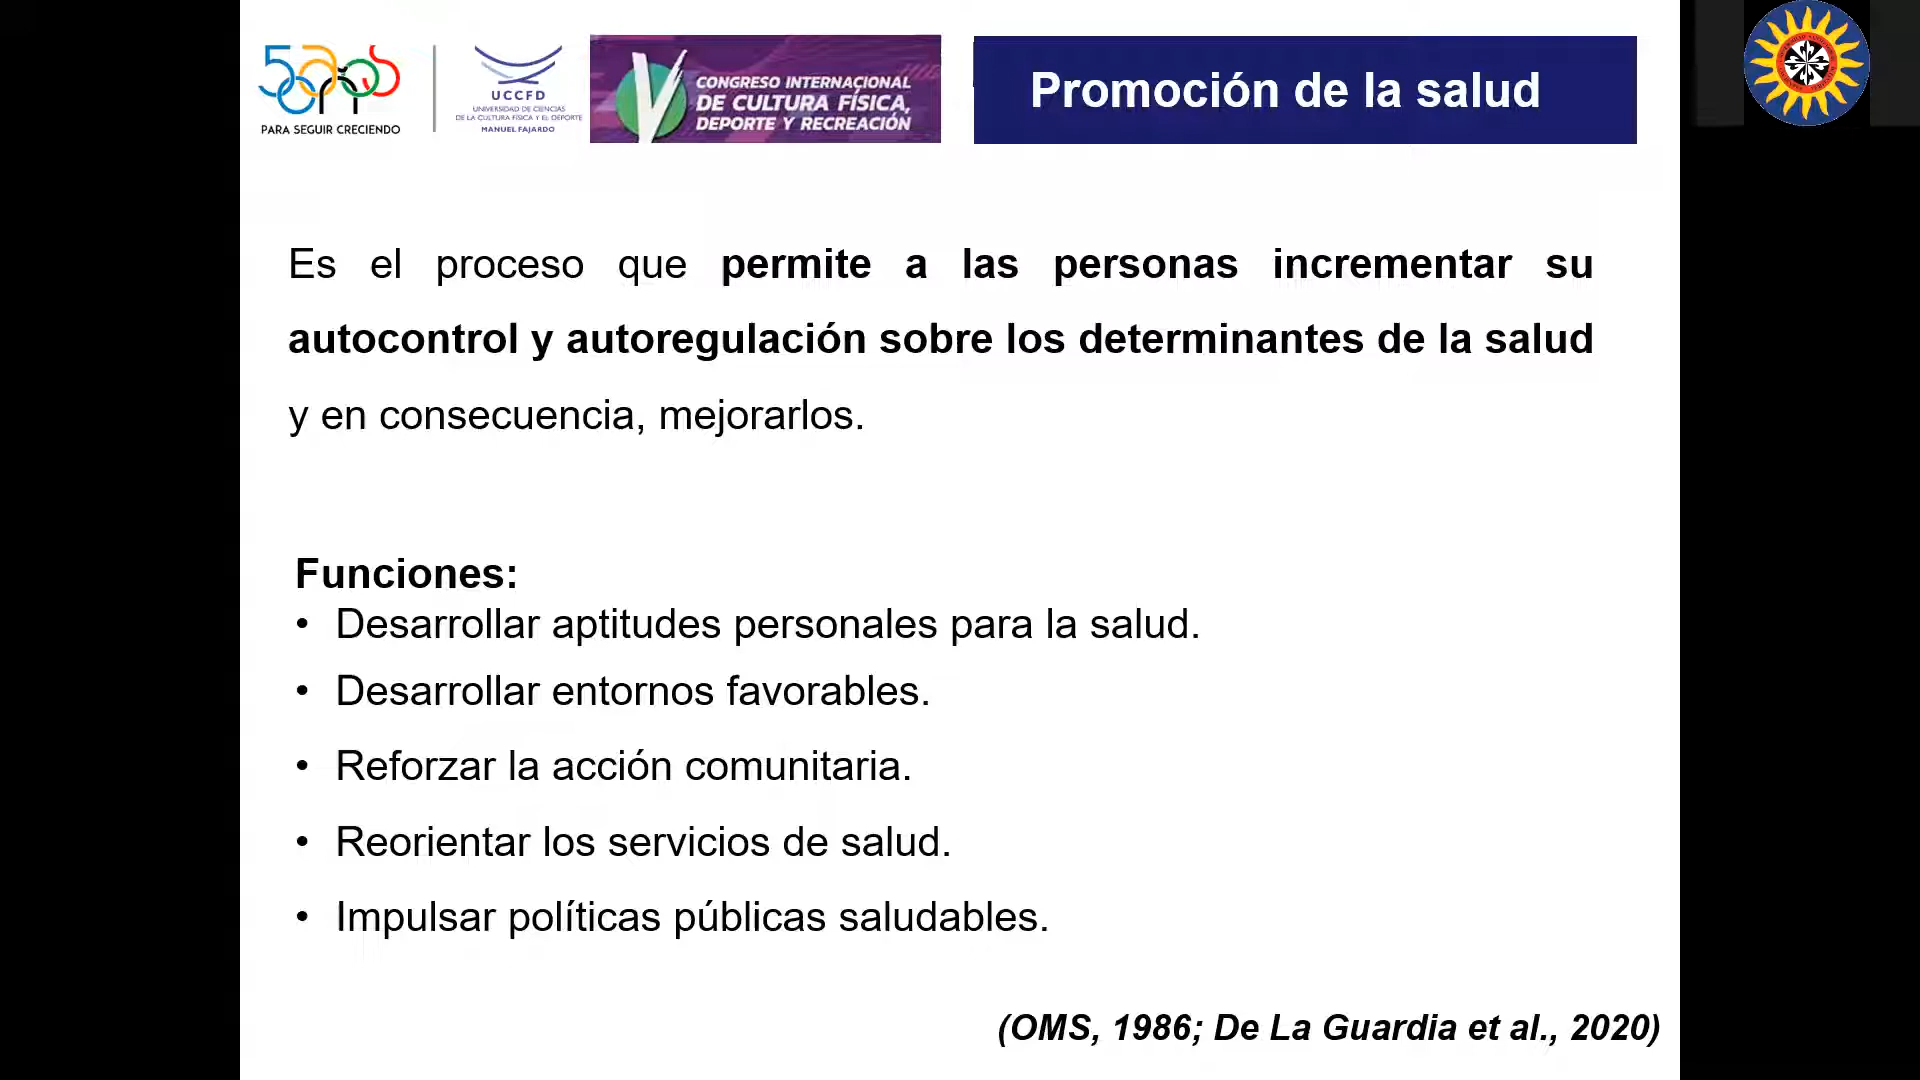 PARA SEGUIR CRECIENDO
UCCFD
UNIVERSIDAD DE CIENCIAS
DE LA CULTURA FÍSICA Y EL DEPORTE
MANUEL FAJARDO
V CONGRESO INTERNACIONAL
DE CULTURA FÍSICA,
DEPORTE Y RECREACIÓN
Promoción de la salud
Es el proceso que permite a las personas incrementar su
autocontrol y autoregulación sobre los determinantes de la salud
y en consecuencia, mejorarlos.
Funciones:
• Desarrollar aptitudes personales para la salud.
• Desarrollar entornos favorables.
• Reforzar la acción comunitaria.
• Reorientar los servicios de salud.
• Impulsar políticas públicas saludables.
(OMS, 1986; De La Guardia et al., 2020)